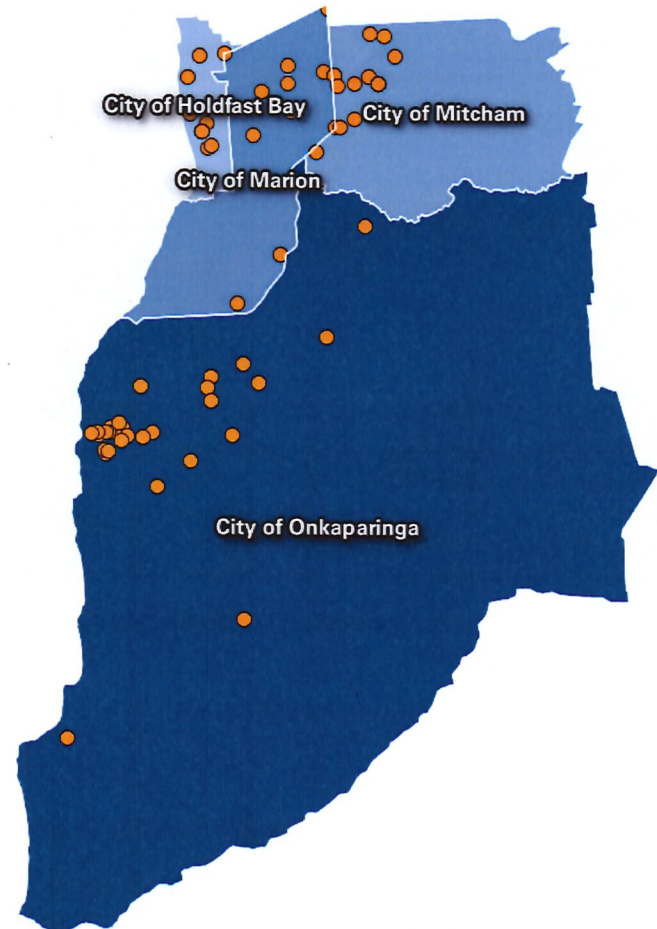 City of Holdfast Bay
City of Mitcham
City of Marion
City of Onkaparinga